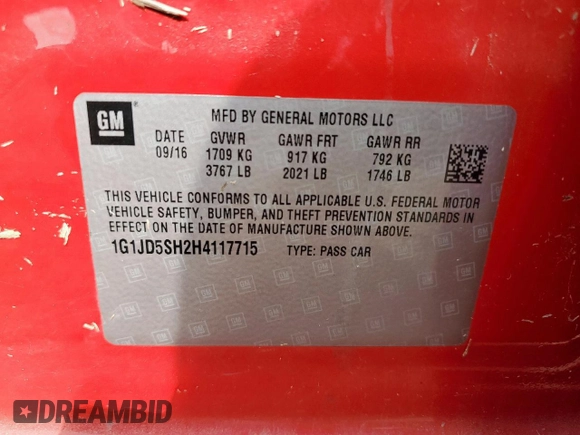 GM
MFD BY GENERAL MOTORS LLC
DATE GVWR GAWR FRT GAWR RR
09/16 1709 KG 917 KG 792 KG
3767 LB 2021 LB 1746 LB
THIS VEHICLE CONFORMS TO ALL APPLICABLE U.S. FEDERAL MOTOR
VEHICLE SAFETY, BUMPER, AND THEFT PREVENTION STANDARDS IN
EFFECT ON THE DATE OF MANUFACTURE SHOWN ABOVE.
1G1JD5SH2H4117715 TYPE: PASS CAR
DREAMBID